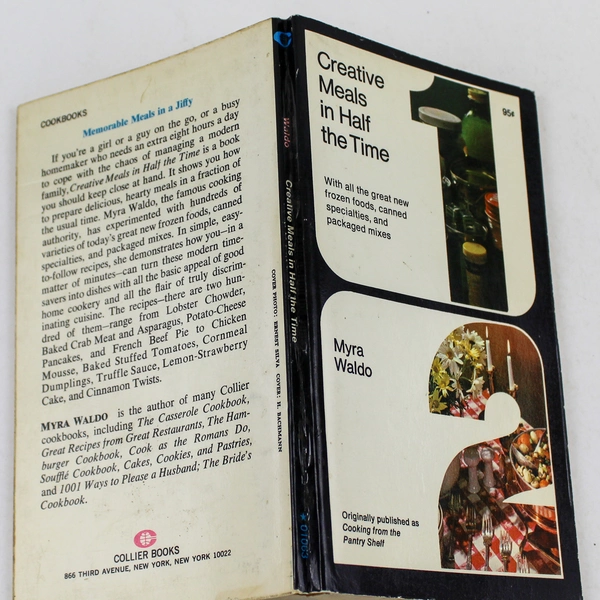 COOKBOOKS
Memorable Meals in a Jiffy
If you're a girl or a guy on the go, or a busy
homemaker who needs an extra eight hours a day
to cope with the chaos of managing a modern
family, Creative Meals in Half the Time is a book
you should keep close at hand. It shows you how
to prepare delicious, hearty meals in a fraction of
the usual time. Myra Waldo, the famous cooking
authority, has experimented with hundreds of
varieties of today's great new frozen foods, canned
specialties, and packaged mixes. In simple, easy-
to-follow recipes, she demonstrates how you—in a
matter of minutes—can turn these modern time-
savers into dishes with all the basic appeal of good
home cookery and all the flair of truly discrim-
inating cuisine. The recipes—there are two hun-
dred of them—range from Lobster Chowder,
Baked Crab Meat and Asparagus, Potato-Cheese
Pancakes, and French Beef Pie to Chicken
Mousse, Baked Stuffed Tomatoes, Cornmeal
Dumplings, Truffle Sauce, Lemon-Strawberry
Cake, and Cinnamon Twists.
MYRA WALDO is the author of many Collier
cookbooks, including The Casserole Cookbook,
Great Recipes from Great Restaurants, The Ham-
burger Cookbook, Cook as the Romans Do,
Soufflé Cookbook, Cakes, Cookies, and Pastries,
and 1001 Ways to Please a Husband; The Bride's
Cookbook.
COLLIER BOOKS
866 THIRD AVENUE, NEW YORK, NEW YORK 10022
COVER PHOTO: ERNEST SILVA COVER: H. BACHMANN
Waldo
Creative Meals in Half the Time
01005
Creative
Meals
in Half
the Time
95¢
With all the great new
frozen foods, canned
specialties, and
packaged mixes
1
Myra
Waldo
2
Originally published as
Cooking from the
Pantry Shelf